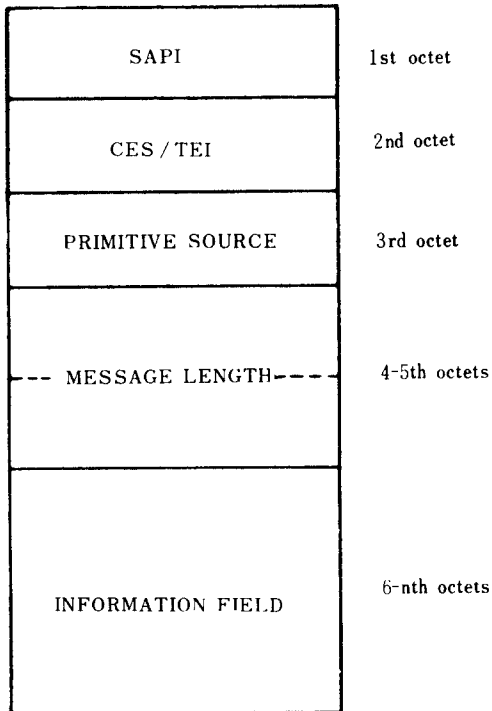 SAPI 1st octet
CES / TEI 2nd octet
PRIMITIVE SOURCE 3rd octet
MESSAGE LENGTH 4-5th octets
INFORMATION FIELD 6-nth octets